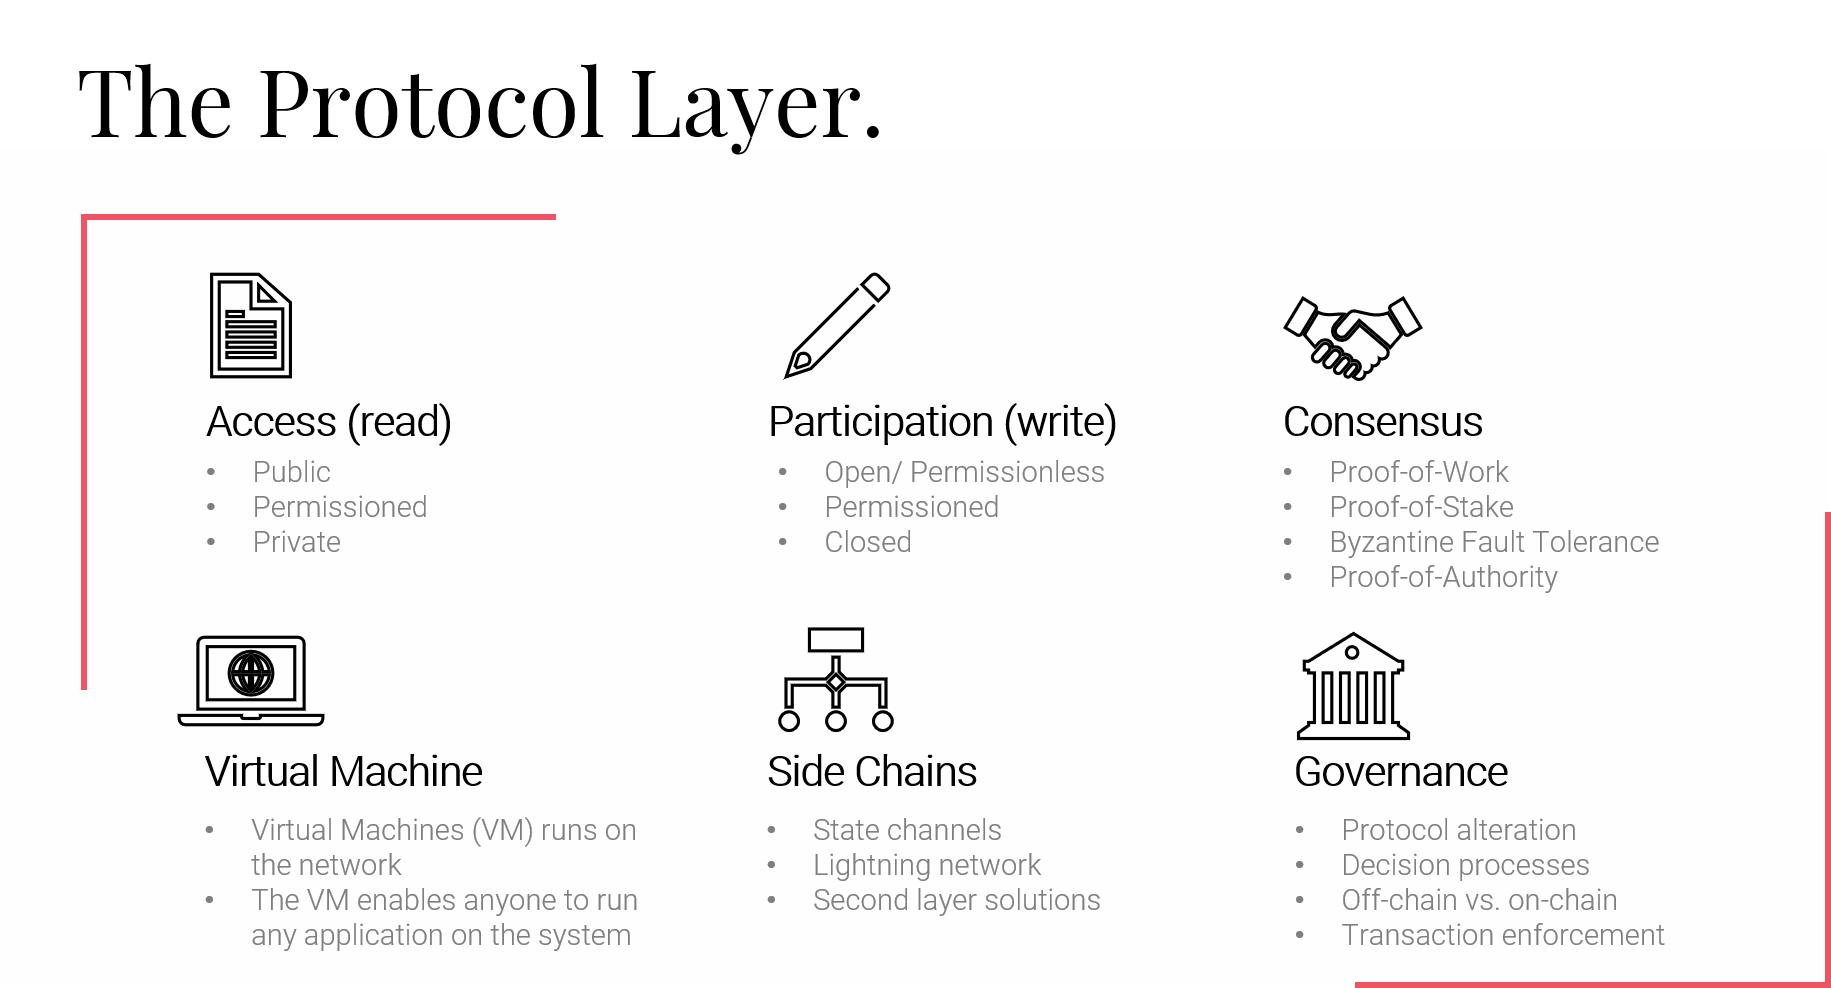 The Protocol Layer.
Access (read)
• Public
• Permissioned
• Private
Participation (write)
• Open/ Permissionless
• Permissioned
• Closed
Consensus
• Proof-of-Work
• Proof-of-Stake
• Byzantine Fault Tolerance
• Proof-of-Authority
Virtual Machine
• Virtual Machines (VM) runs on
the network
• The VM enables anyone to run
any application on the system
Side Chains
• State channels
• Lightning network
• Second layer solutions
Governance
• Protocol alteration
• Decision processes
• Off-chain vs. on-chain
• Transaction enforcement